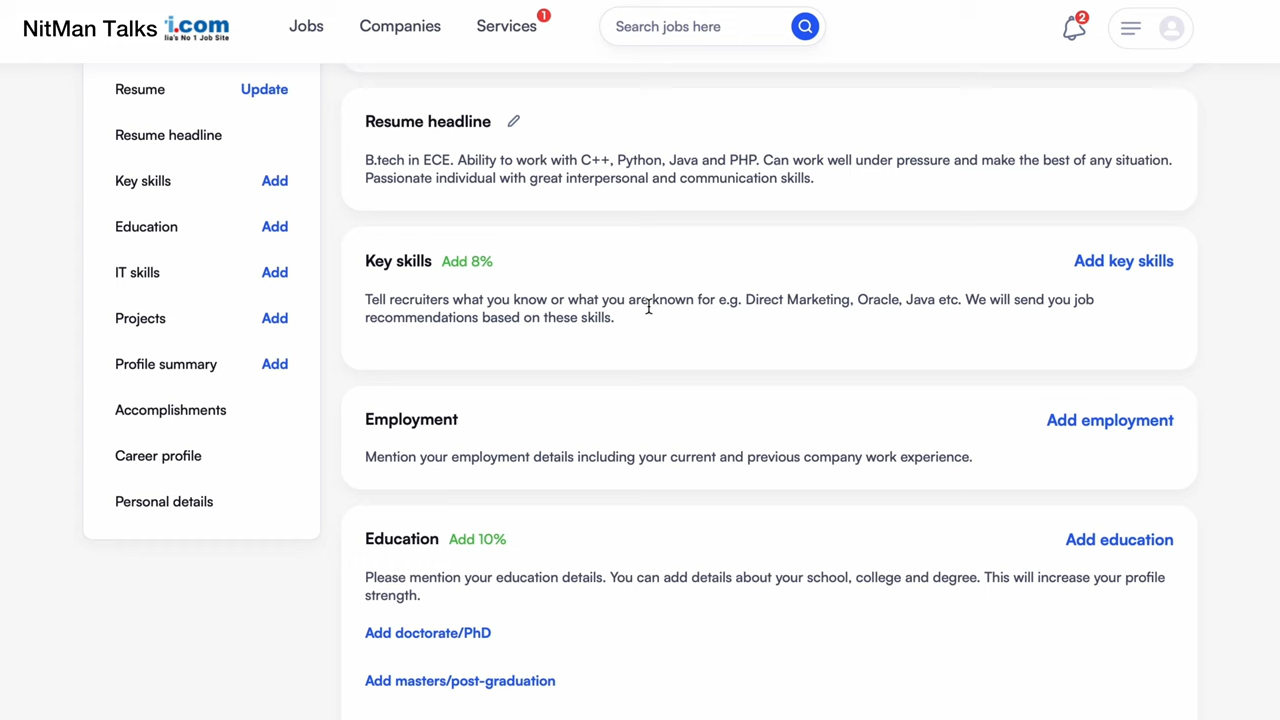 NitMan Talks i.com
ia's No 1 Job Site
Jobs
Companies
Services
1
Search jobs here
2
Resume
Update
Resume headline
Key skills
Add
Education
Add
IT skills
Add
Projects
Add
Profile summary
Add
Accomplishments
Career profile
Personal details
Resume headline
B.tech in ECE. Ability to work with C++, Python, Java and PHP. Can work well under pressure and make the best of any situation.
Passionate individual with great interpersonal and communication skills.
Key skills Add 8%
Add key skills
Tell recruiters what you know or what you are known for e.g. Direct Marketing, Oracle, Java etc. We will send you job
recommendations based on these skills.
Employment
Add employment
Mention your employment details including your current and previous company work experience.
Education Add 10%
Add education
Please mention your education details. You can add details about your school, college and degree. This will increase your profile
strength.
Add doctorate/PhD
Add masters/post-graduation